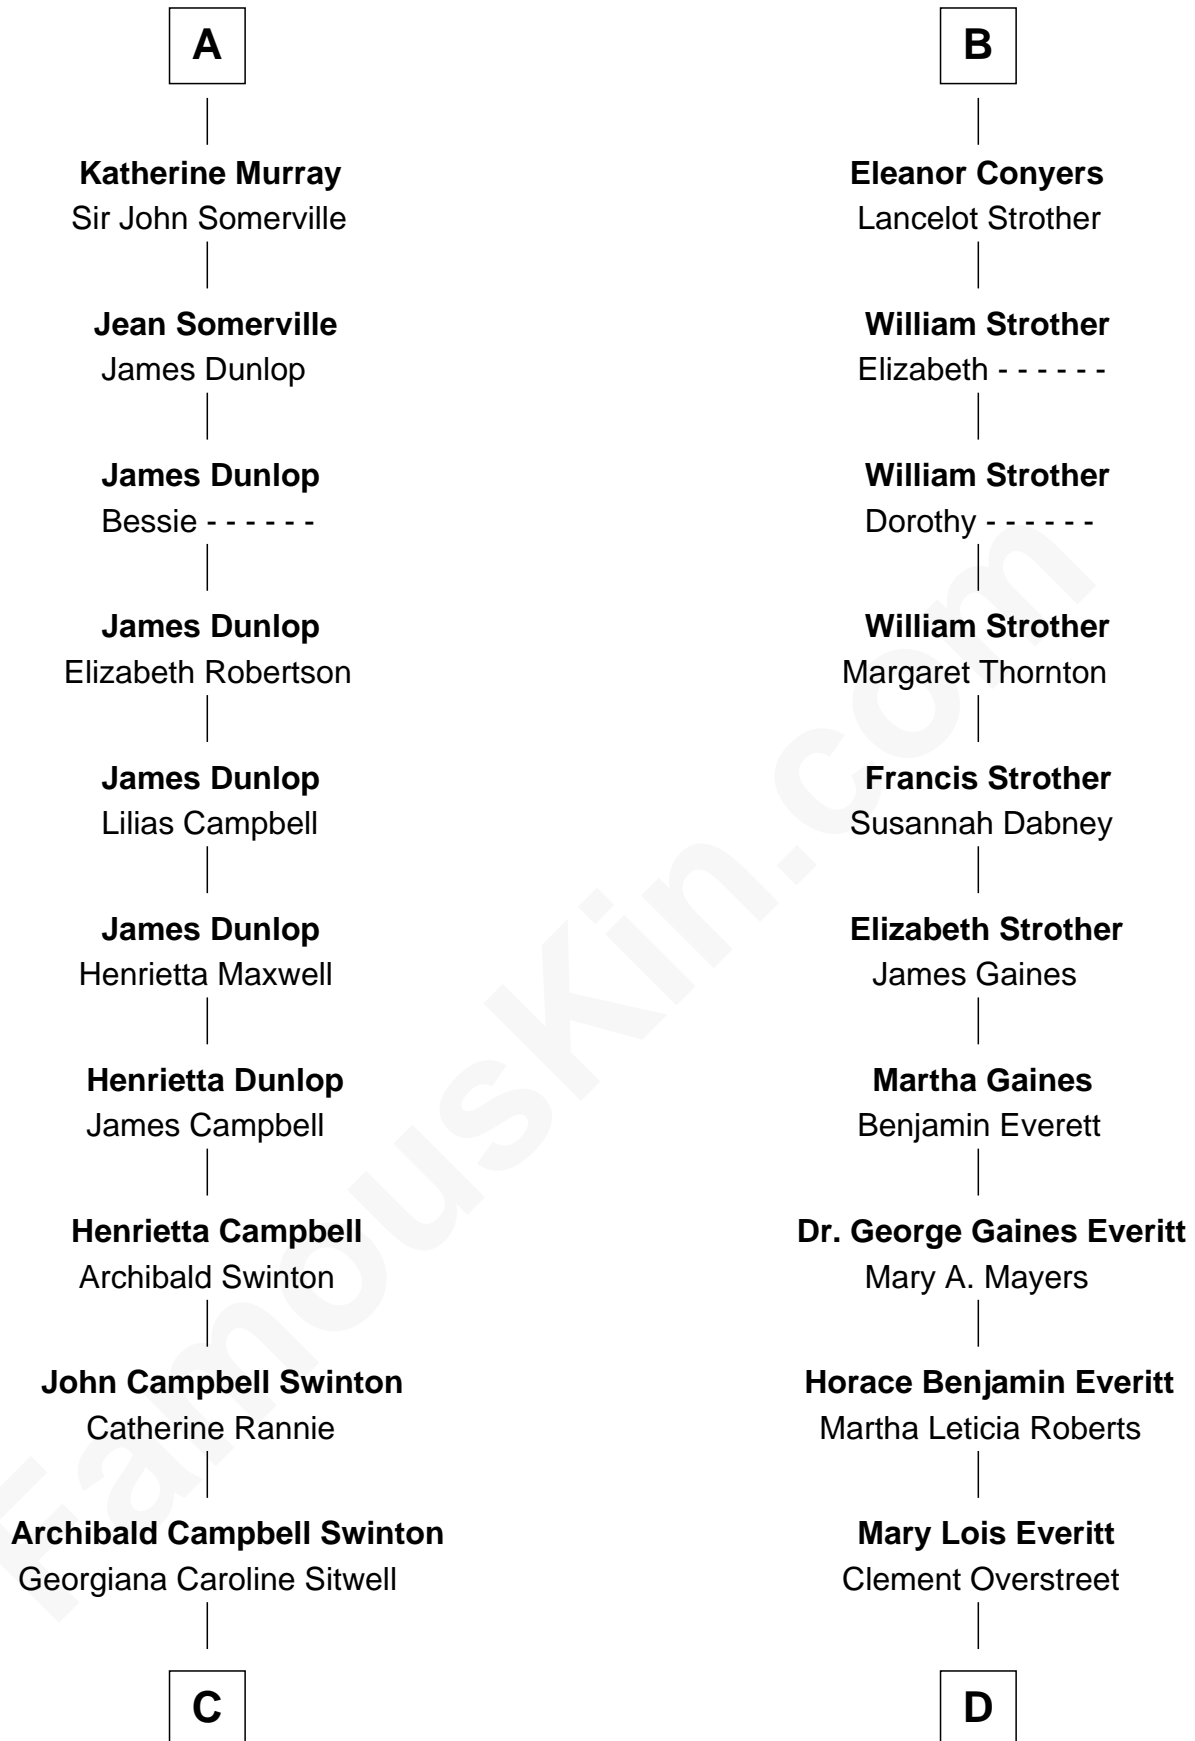 A
Katherine Murray
Sir John Somerville
Jean Somerville
James Dunlop
James Dunlop
Bessie - - - - - -
James Dunlop
Elizabeth Robertson
James Dunlop
Lilias Campbell
James Dunlop
Henrietta Maxwell
Henrietta Dunlop
James Campbell
Henrietta Campbell
Archibald Swinton
John Campbell Swinton
Catherine Rannie
Archibald Campbell Swinton
Georgiana Caroline Sitwell
C
B
Eleanor Conyers
Lancelot Strother
William Strother
Elizabeth - - - - - -
William Strother
Dorothy - - - - - -
William Strother
Margaret Thornton
Francis Strother
Susannah Dabney
Elizabeth Strother
James Gaines
Martha Gaines
Benjamin Everett
Dr. George Gaines Everitt
Mary A. Mayers
Horace Benjamin Everitt
Martha Leticia Roberts
Mary Lois Everitt
Clement Overstreet
D
FamousKin.com